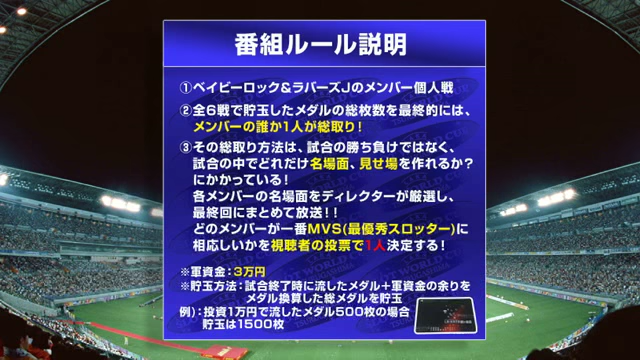 番組ルール説明
①ベイビーロック&ラバーズJのメンバー個人戦
②全6戦で貯玉したメダルの総枚数を最終的には、
メンバーの誰か1人が総取り！
③その総取り方法は、試合の勝ち負けではなく、
試合の中でどれだけ名場面、見せ場を作れるか？
にかかっている！
各メンバーの名場面をディレクターが厳選し、
最終回にまとめて放送！！
どのメンバーが一番MVS(最優秀スロッター)に
相応しいかを視聴者の投票で1人決定する！
※軍資金：3万円
※貯玉方法：試合終了時に流したメダル+軍資金の余りを
メダル換算した総メダルを貯玉
例)：投資1万円で流したメダル500枚の場合
貯玉は1500枚